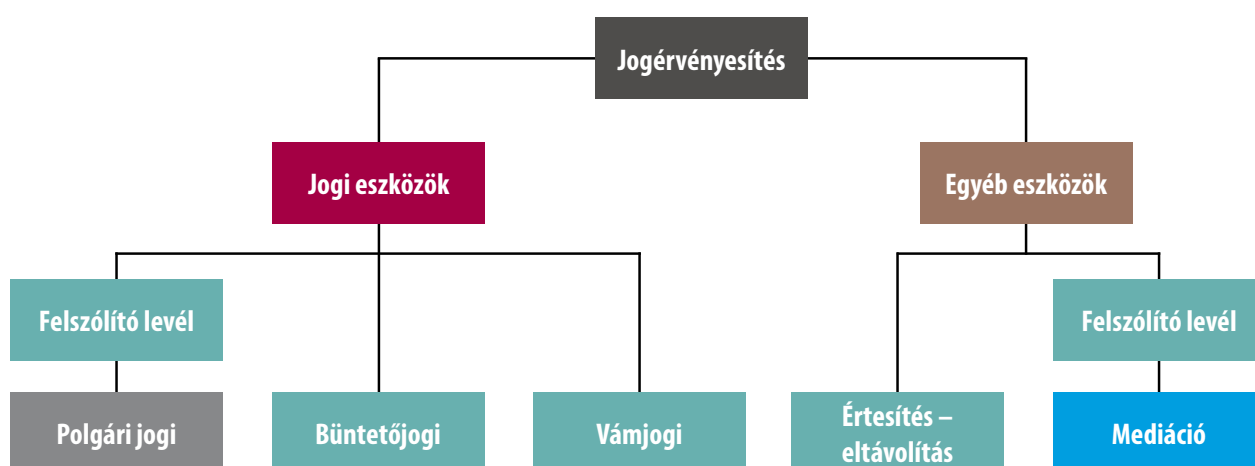 Jogérvényesítés
Jogi eszközök
Egyéb eszközök
Felszólító levél
Felszólító levél
Polgári jogi
Büntetőjogi
Vámjogi
Értesítés –
eltávolítás
Mediáció